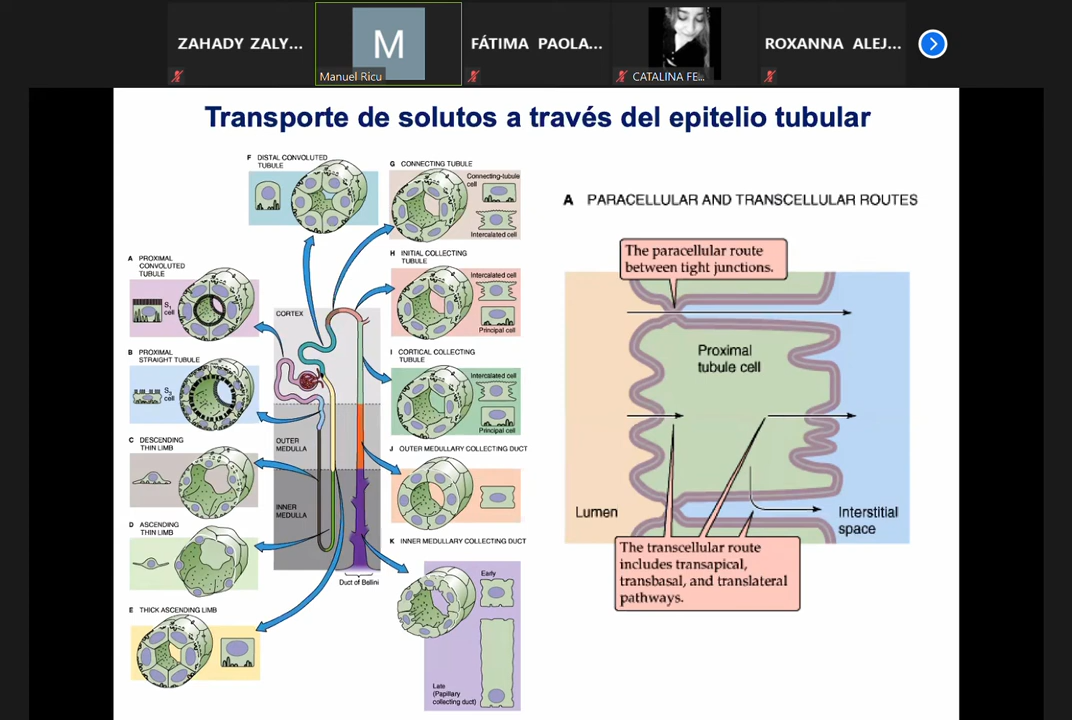 ZAHADY ZALY...
M
Manuel Ricu
FÁTIMA PAOLA...
CATALINA FE...
ROXANNA ALEJ...
Transporte de solutos a través del epitelio tubular
F DISTAL CONVOLUTED
TUBULE
A PROXIMAL
CONVOLUTED
TUBULE
S1
cell
B PROXIMAL
STRAIGHT TUBULE
S3
cell
C DESCENDING
THIN LIMB
D ASCENDING
THIN LIMB
E THICK ASCENDING LIMB
CORTEX
OUTER
MEDULLA
INNER
MEDULLA
Duct of Bellini
G CONNECTING TUBULE
Connecting-tubule
cell
Intercalated cell
H INITIAL COLLECTING
TUBULE
Intercalated cell
Principal cell
I CORTICAL COLLECTING
TUBULE
Intercalated cell
Principal cell
J OUTER MEDULLARY COLLECTING DUCT
K INNER MEDULLARY COLLECTING DUCT
Early
Late
(Papillary
collecting duct)
A PARACELLULAR AND TRANSCELLULAR ROUTES
The paracellular route
between tight junctions.
Proximal
tubule cell
Lumen
Interstitial
space
The transcellular route
includes transapical,
transbasal, and translateral
pathways.